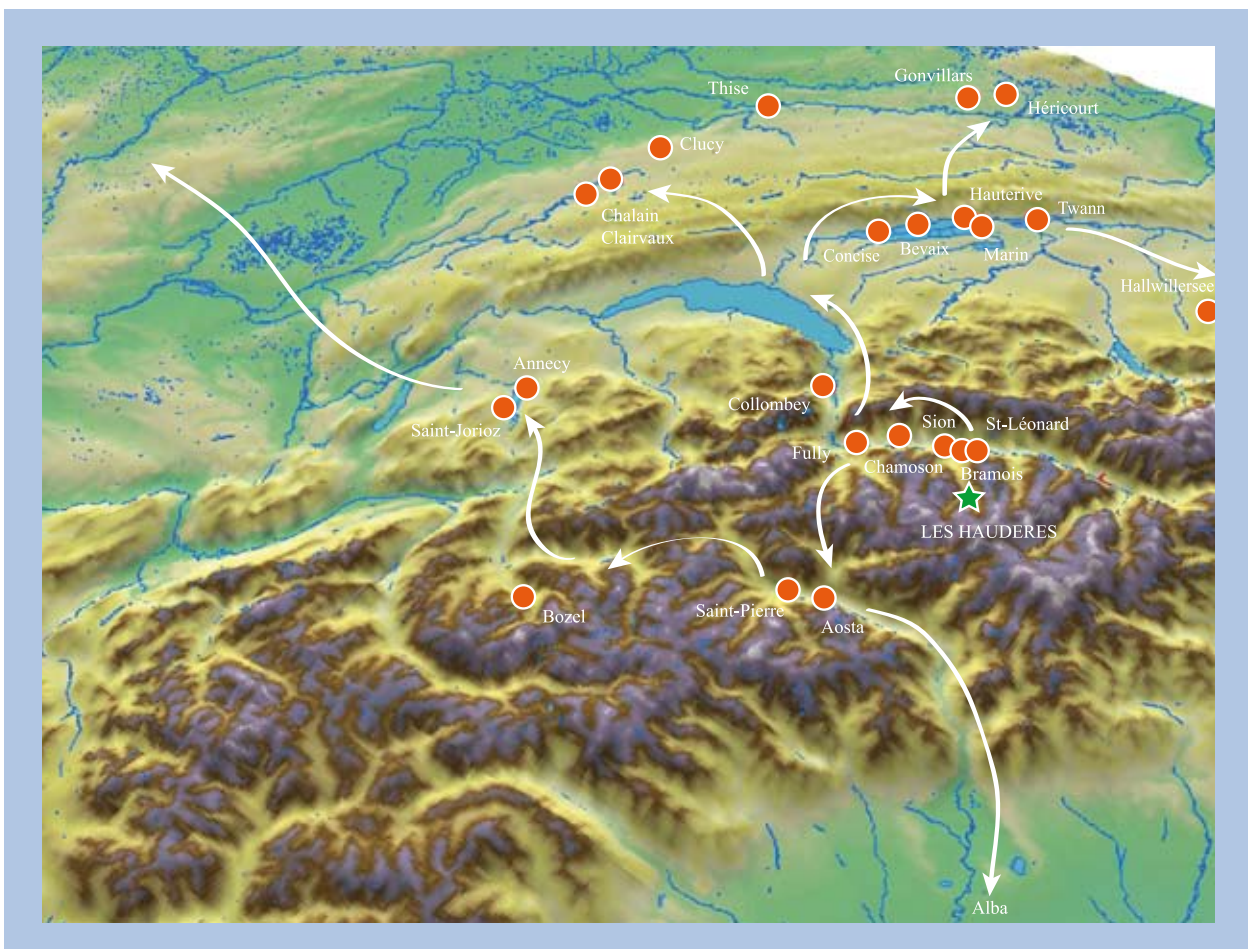 Gonvillars
Thise
Héricourt
Clucy
Hauterive
Twann
Chalain
Clairvaux
Concise
Bevaix
Marin
Hallwillersee
Annecy
Collombey
Saint-Jorioz
Sion
St-Léonard
Fully
Chamoson
Bramois
LES HAUDERES
Bozel
Saint-Pierre
Aosta
Alba